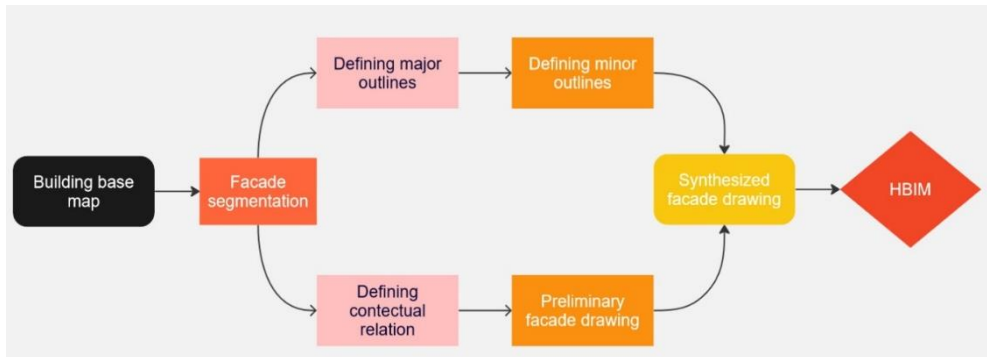 Building base
map
Facade
segmentation
Defining major
outlines
Defining minor
outlines
Defining
contectual
relation
Preliminary
facade drawing
Synthesized
facade drawing
HBIM